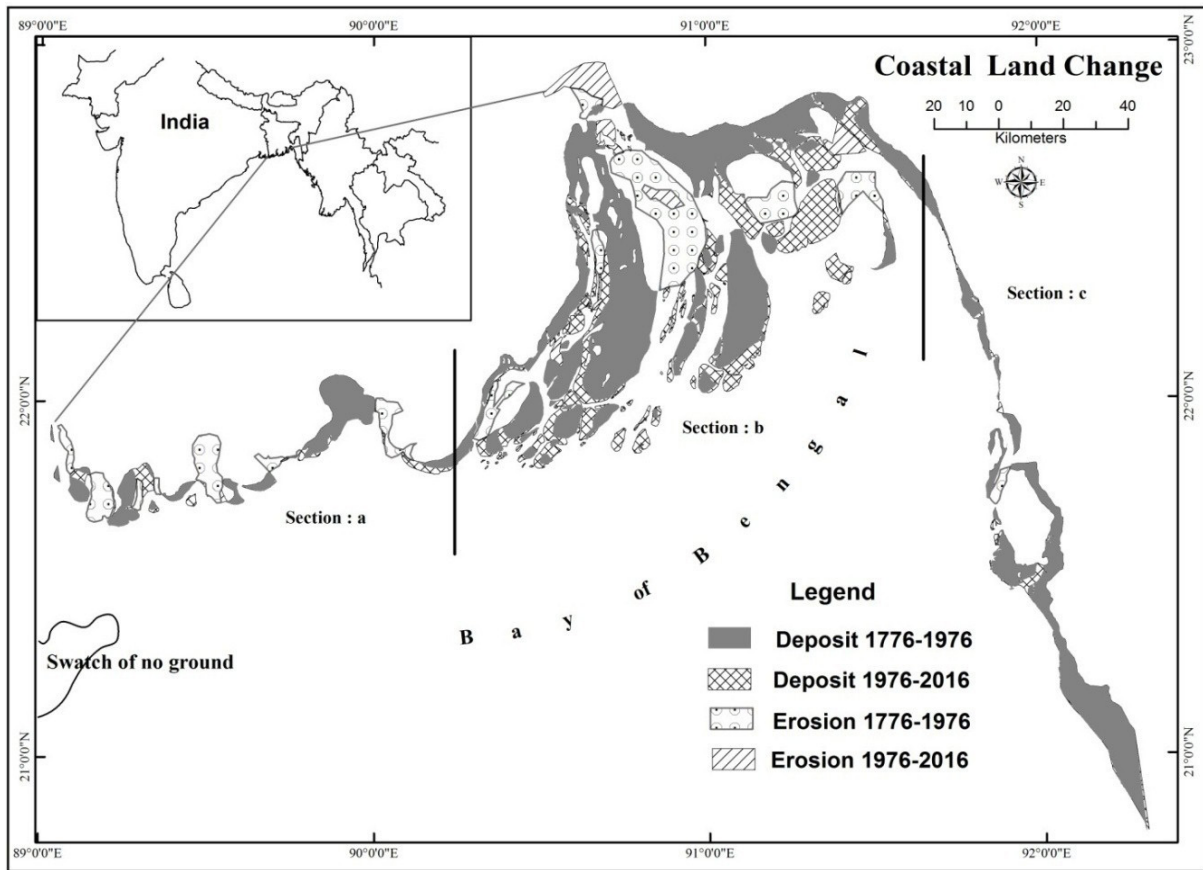 89°0'0"E
90°0'0"E
91°0'0"E
92°0'0"E
23°0'0"N
Coastal Land Change
20 10 0 20 40
Kilometers
N
W E
S
India
Section : c
22°0'0"N
22°0'0"N
Section : b
Section : a
Bay of Bengal
Legend
Deposit 1776-1976
Deposit 1976-2016
Erosion 1776-1976
Erosion 1976-2016
Swatch of no ground
21°0'0"N
21°0'0"N
89°0'0"E
90°0'0"E
91°0'0"E
92°0'0"E